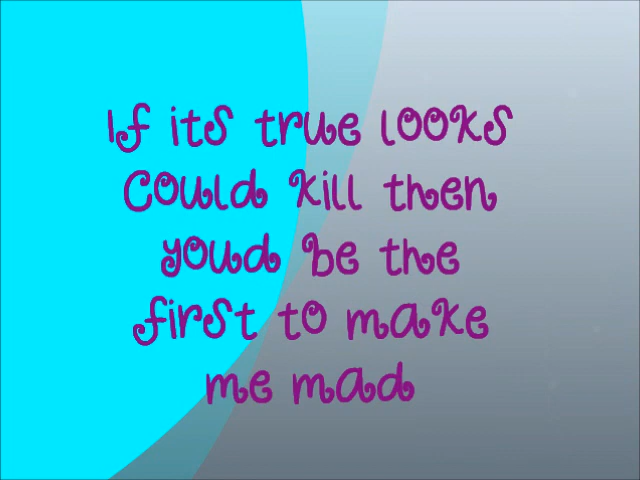 If its true looks
Could kill then
youd be the
first to make
me mad